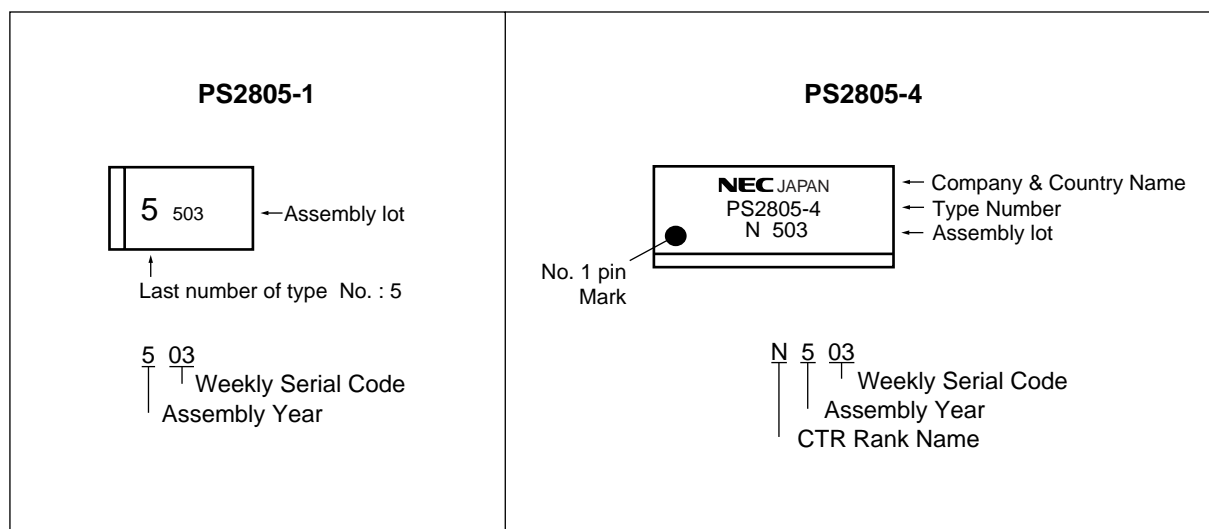 PS2805-1
5 503
Assembly lot
Last number of type No. : 5
5 03
Weekly Serial Code
Assembly Year
PS2805-4
NEC JAPAN
PS2805-4
N 503
Company & Country Name
Type Number
Assembly lot
No. 1 pin
Mark
N 5 03
Weekly Serial Code
Assembly Year
CTR Rank Name